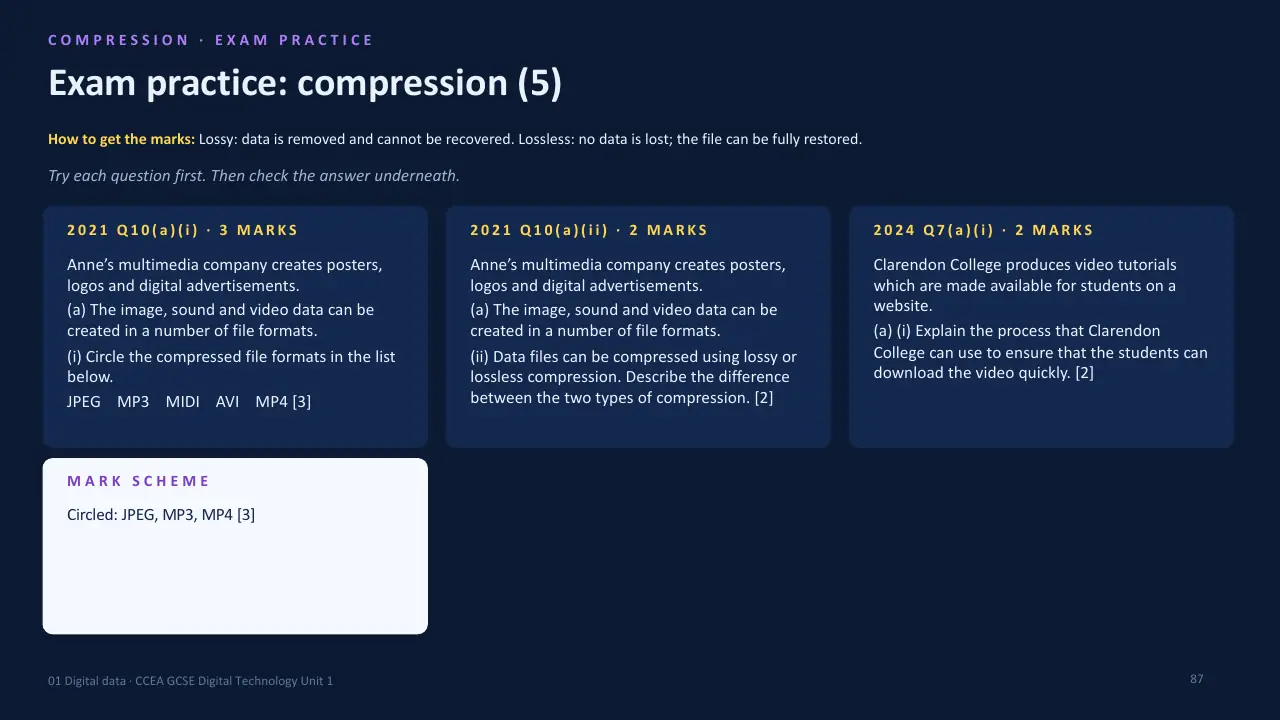 COMPRESSION · EXAM PRACTICE
Exam practice: compression (5)
How to get the marks: Lossy: data is removed and cannot be recovered. Lossless: no data is lost; the file can be fully restored.
Try each question first. Then check the answer underneath.
2021 Q10(a)(i) · 3 MARKS
Anne’s multimedia company creates posters,
logos and digital advertisements.
(a) The image, sound and video data can be
created in a number of file formats.
(i) Circle the compressed file formats in the list
below.
JPEG MP3 MIDI AVI MP4 [3]
2021 Q10(a)(ii) · 2 MARKS
Anne’s multimedia company creates posters,
logos and digital advertisements.
(a) The image, sound and video data can be
created in a number of file formats.
(ii) Data files can be compressed using lossy or
lossless compression. Describe the difference
between the two types of compression. [2]
2024 Q7(a)(i) · 2 MARKS
Clarendon College produces video tutorials
which are made available for students on a
website.
(a) (i) Explain the process that Clarendon
College can use to ensure that the students can
download the video quickly. [2]
MARK SCHEME
Circled: JPEG, MP3, MP4 [3]
01 Digital data · CCEA GCSE Digital Technology Unit 1
87